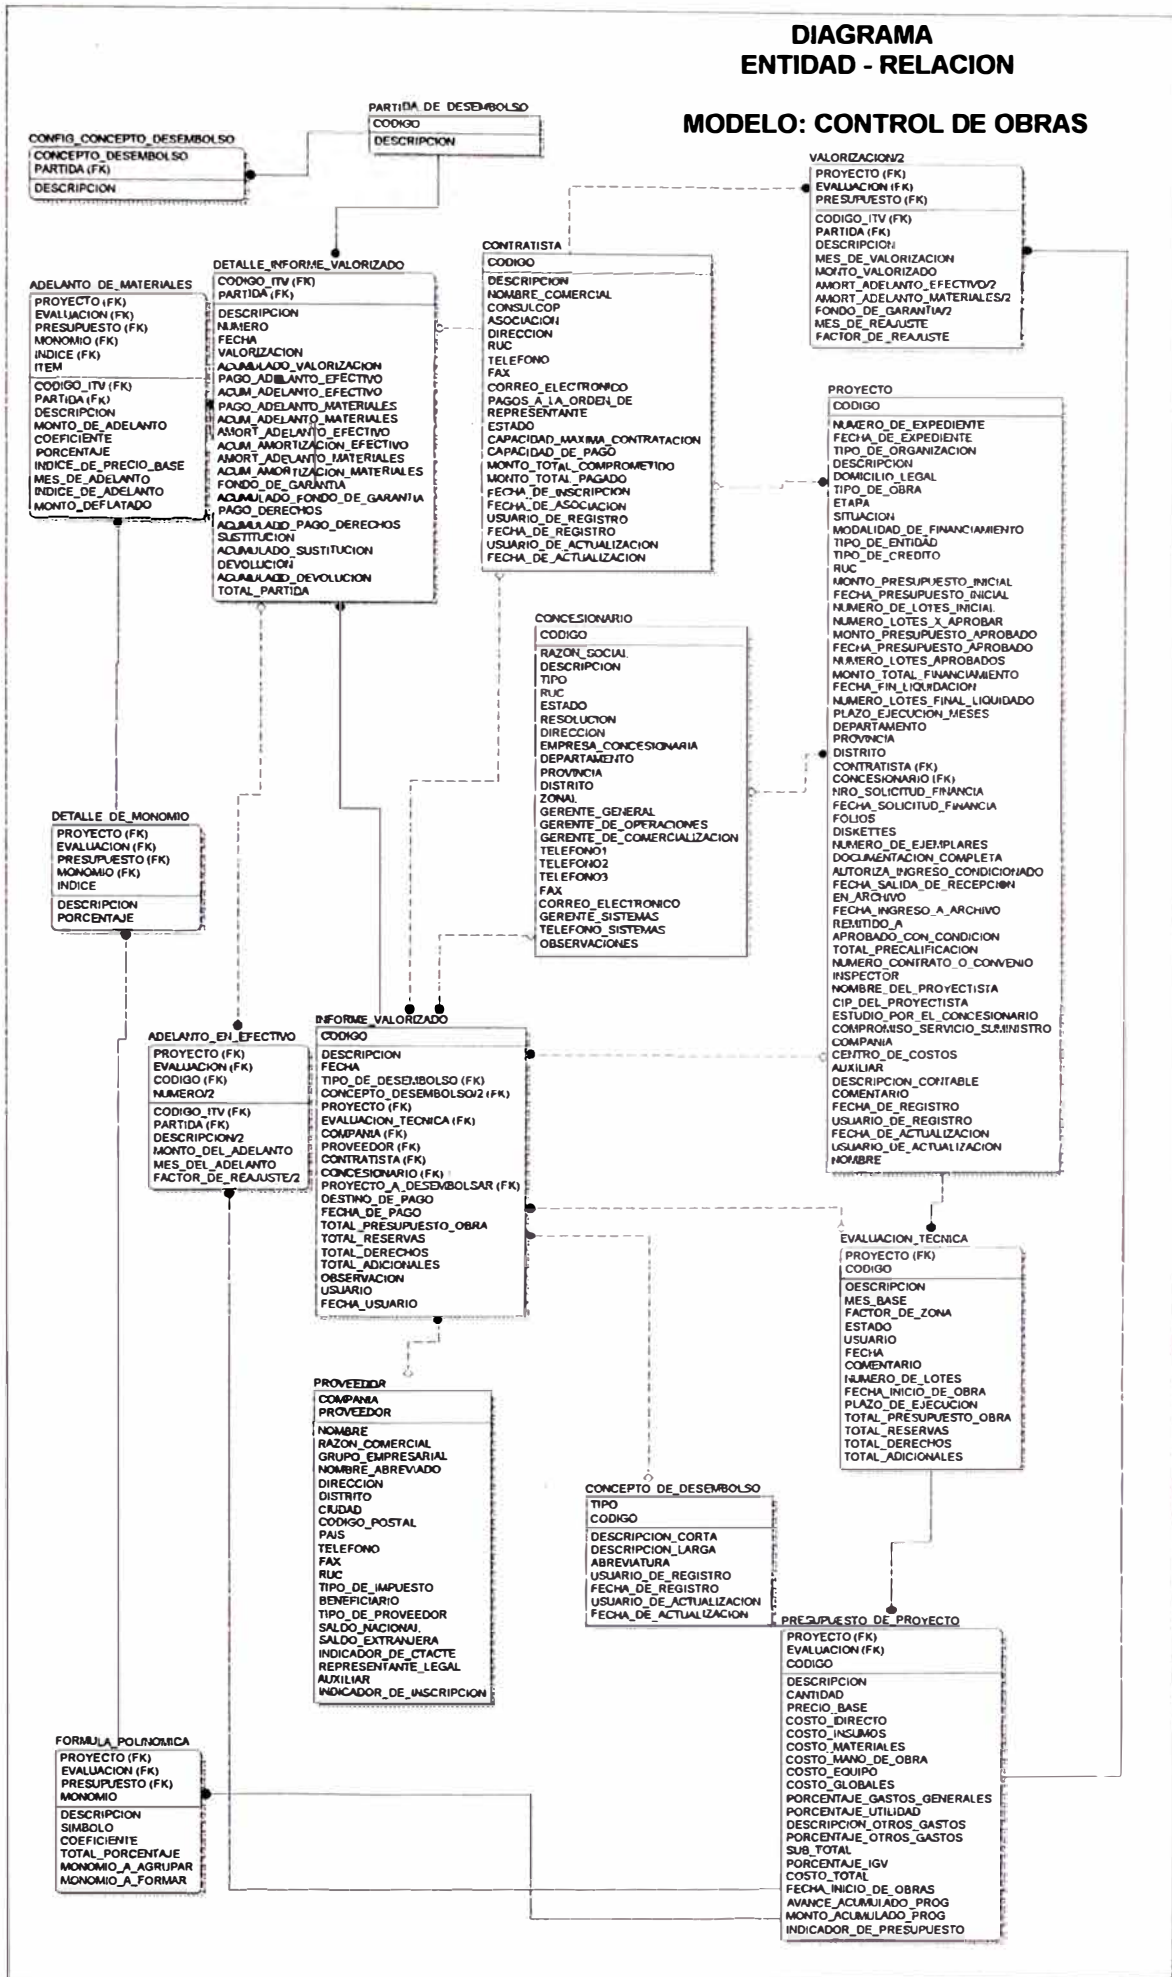 DIAGRAMA
ENTIDAD - RELACION
MODELO: CONTROL DE OBRAS
PARTIDA_DE_DESEMBOLSO
CODIGO
DESCRIPCION
CONFIG_CONCEPTO_DESEMBOLSO
CONCEPTO_DESEMBOLSO
PARTIDA (FK)
DESCRIPCION
VALORIZACION/2
PROYECTO (FK)
EVALUACION (FK)
PRESUPUESTO (FK)
CODIGO_ITV (FK)
PARTIDA (FK)
DESCRIPCION
MES_DE_VALORIZACION
MONTO_VALORIZADO
AMORT_ADELANTO_EFECTIVO/2
AMORT_ADELANTO_MATERIALES/2
FONDO_DE_GARANTIA/2
MES_DE_REAJUSTE
FACTOR_DE_REAJUSTE
CONTRATISTA
CODIGO
DESCRIPCION
NOMBRE_COMERCIAL
CONSULCOP
ASOCIACION
DIRECCION
RUC
TELEFONO
FAX
CORREO_ELECTRONICO
PAGOS_A_LA_ORDEN_DE
REPRESENTANTE
ESTADO
CAPACIDAD_MAXIMA_CONTRATACION
CAPACIDAD_DE_PAGO
MONTO_TOTAL_COMPROMETIDO
MONTO_TOTAL_PAGADO
FECHA_DE_INSCRIPCION
FECHA_DE_ASOCIACION
USUARIO_DE_REGISTRO
FECHA_DE_REGISTRO
USUARIO_DE_ACTUALIZACION
FECHA_DE_ACTUALIZACION
DETALLE_INFORME_VALORIZADO
CODIGO_ITV (FK)
PARTIDA (FK)
DESCRIPCION
NUMERO
FECHA
VALORIZACION
ACUMULADO_VALORIZACION
PAGO_ADELANTO_EFECTIVO
ACUM_ADELANTO_EFECTIVO
PAGO_ADELANTO_MATERIALES
ACUM_ADELANTO_MATERIALES
AMORT_ADELANTO_EFECTIVO
ACUM_AMORTIZACION_EFECTIVO
AMORT_ADELANTO_MATERIALES
ACUM_AMORTIZACION_MATERIALES
FONDO_DE_GARANTIA
ACUMULADO_FONDO_DE_GARANTIA
PAGO_DERECHOS
ACUMULADO_PAGO_DERECHOS
SUSTITUCION
ACUMULADO_SUSTITUCION
DEVOLUCION
ACUMULADO_DEVOLUCION
TOTAL_PARTIDA
ADELANTO_DE_MATERIALES
PROYECTO (FK)
EVALUACION (FK)
PRESUPUESTO (FK)
MONOMIO (FK)
INDICE (FK)
ITEM
CODIGO_ITV (FK)
PARTIDA (FK)
DESCRIPCION
MONTO_DE_ADELANTO
COEFICIENTE
PORCENTAJE
INDICE_DE_PRECIO_BASE
MES_DE_ADELANTO
INDICE_DE_ADELANTO
MONTO_DEFLATADO
PROYECTO
CODIGO
NUMERO_DE_EXPEDIENTE
FECHA_DE_EXPEDIENTE
TIPO_DE_ORGANIZACION
DESCRIPCION
DOMICILIO_LEGAL
TIPO_DE_OBRA
ETAPA
SITUACION
MODALIDAD_DE_FINANCIAMIENTO
TIPO_DE_ENTIDAD
TIPO_DE_CREDITO
RUC
MONTO_PRESUPUESTO_INICIAL
FECHA_PRESUPUESTO_INICIAL
NUMERO_DE_LOTES_INICIAL
NUMERO_LOTES_X_APROBAR
MONTO_PRESUPUESTO_APROBADO
FECHA_PRESUPUESTO_APROBADO
NUMERO_LOTES_APROBADOS
MONTO_TOTAL_FINANCIAMIENTO
FECHA_FIN_LIQUIDACION
NUMERO_LOTES_FINAL_LIQUIDADO
PLAZO_EJECUCION_MESES
DEPARTAMENTO
PROVINCIA
DISTRITO
CONTRATISTA (FK)
CONCESIONARIO (FK)
NRO_SOLICITUD_FINANCIA
FECHA_SOLICITUD_FINANCIA
FOLIOS
DISKETTES
NUMERO_DE_EJEMPLARES
DOCUMENTACION_COMPLETA
AUTORIZA_INGRESO_CONDICIONADO
FECHA_SALIDA_DE_RECEPCION
EN_ARCHIVO
FECHA_INGRESO_A_ARCHIVO
REMITIDO_A
APROBADO_CON_CONDICION
TOTAL_PRECALIFICACION
NUMERO_CONTRATO_O_CONVENIO
INSPECTOR
NOMBRE_DEL_PROYECTISTA
CIP_DEL_PROYECTISTA
ESTUDIO_POR_EL_CONCESIONARIO
COMPROMISO_SERVICIO_SUMINISTRO
COMPANIA
CENTRO_DE_COSTOS
AUXILIAR
DESCRIPCION_CONTABLE
COMENTARIO
FECHA_DE_REGISTRO
USUARIO_DE_REGISTRO
FECHA_DE_ACTUALIZACION
USUARIO_DE_ACTUALIZACION
NOMBRE
CONCESIONARIO
CODIGO
RAZON_SOCIAL
DESCRIPCION
TIPO
RUC
ESTADO
RESOLUCION
DIRECCION
EMPRESA_CONCESIONARIA
DEPARTAMENTO
PROVINCIA
DISTRITO
ZONAL
GERENTE_GENERAL
GERENTE_DE_OPERACIONES
GERENTE_DE_COMERCIALIZACION
TELEFONO1
TELEFONO2
TELEFONO3
FAX
CORREO_ELECTRONICO
GERENTE_SISTEMAS
TELEFONO_SISTEMAS
OBSERVACIONES
DETALLE_DE_MONOMIO
PROYECTO (FK)
EVALUACION (FK)
PRESUPUESTO (FK)
MONOMIO (FK)
INDICE
DESCRIPCION
PORCENTAJE
ADELANTO_EN_EFECTIVO
PROYECTO (FK)
EVALUACION (FK)
CODIGO (FK)
NUMERO/2
CODIGO_ITV (FK)
PARTIDA (FK)
DESCRIPCION/2
MONTO_DEL_ADELANTO
MES_DEL_ADELANTO
FACTOR_DE_REAJUSTE/2
INFORME_VALORIZADO
CODIGO
DESCRIPCION
FECHA
TIPO_DE_DESEMBOLSO (FK)
CONCEPTO_DESEMBOLSO/2 (FK)
PROYECTO (FK)
EVALUACION_TECNICA (FK)
COMPANIA (FK)
PROVEEDOR (FK)
CONTRATISTA (FK)
CONCESIONARIO (FK)
PROYECTO_A_DESEMBOLSAR (FK)
DESTINO_DE_PAGO
FECHA_DE_PAGO
TOTAL_PRESUPUESTO_OBRA
TOTAL_RESERVAS
TOTAL_DERECHOS
TOTAL_ADICIONALES
OBSERVACION
USUARIO
FECHA_USUARIO
EVALUACION_TECNICA
PROYECTO (FK)
CODIGO
DESCRIPCION
MES_BASE
FACTOR_DE_ZONA
ESTADO
USUARIO
FECHA
COMENTARIO
NUMERO_DE_LOTES
FECHA_INICIO_DE_OBRA
PLAZO_DE_EJECUCION
TOTAL_PRESUPUESTO_OBRA
TOTAL_RESERVAS
TOTAL_DERECHOS
TOTAL_ADICIONALES
PROVEEDOR
COMPANIA
PROVEEDOR
NOMBRE
RAZON_COMERCIAL
GRUPO_EMPRESARIAL
NOMBRE_ABREVIADO
DIRECCION
DISTRITO
CIUDAD
CODIGO_POSTAL
PAIS
TELEFONO
FAX
RUC
TIPO_DE_IMPUESTO
BENEFICIARIO
TIPO_DE_PROVEEDOR
SALDO_NACIONAL
SALDO_EXTRANJERA
INDICADOR_DE_CTACTE
REPRESENTANTE_LEGAL
AUXILIAR
INDICADOR_DE_INSCRIPCION
CONCEPTO_DE_DESEMBOLSO
TIPO
CODIGO
DESCRIPCION_CORTA
DESCRIPCION_LARGA
ABREVIATURA
USUARIO_DE_REGISTRO
FECHA_DE_REGISTRO
USUARIO_DE_ACTUALIZACION
FECHA_DE_ACTUALIZACION
PRESUPUESTO_DE_PROYECTO
PROYECTO (FK)
EVALUACION (FK)
CODIGO
DESCRIPCION
CANTIDAD
PRECIO_BASE
COSTO_IDIRECTO
COSTO_INSUMOS
COSTO_MATERIALES
COSTO_MANO_DE_OBRA
COSTO_EQUIPO
COSTO_GLOBALES
PORCENTAJE_GASTOS_GENERALES
PORCENTAJE_UTILIDAD
DESCRIPCION_OTROS_GASTOS
PORCENTAJE_OTROS_GASTOS
SUB_TOTAL
PORCENTAJE_IGV
COSTO_TOTAL
FECHA_INICIO_DE_OBRAS
AVANCE_ACUMULADO_PROG
MONTO_ACUMULADO_PROG
INDICADOR_DE_PRESUPUESTO
FORMULA_POLINOMICA
PROYECTO (FK)
EVALUACION (FK)
PRESUPUESTO (FK)
MONOMIO
DESCRIPCION
SIMBOLO
COEFICIENTE
TOTAL_PORCENTAJE
MONOMIO_A_AGRUPAR
MONOMIO_A_FORMAR